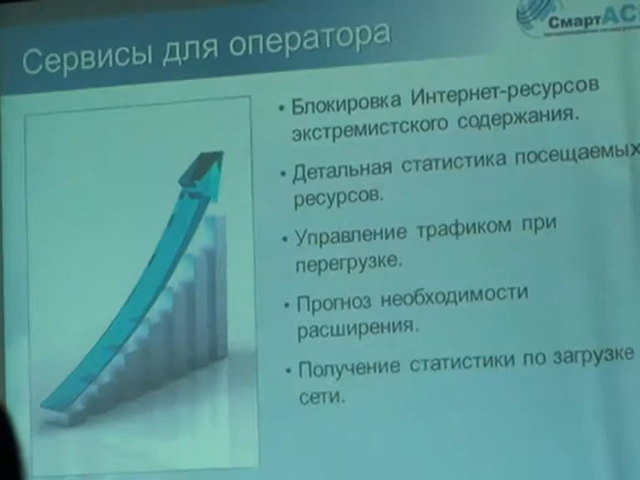 Сервисы для оператора
СмартАС
• Блокировка Интернет-ресурсов
экстремистского содержания.
• Детальная статистика посещаемых
ресурсов.
• Управление трафиком при
перегрузке.
• Прогноз необходимости
расширения.
• Получение статистики по загрузке
сети.